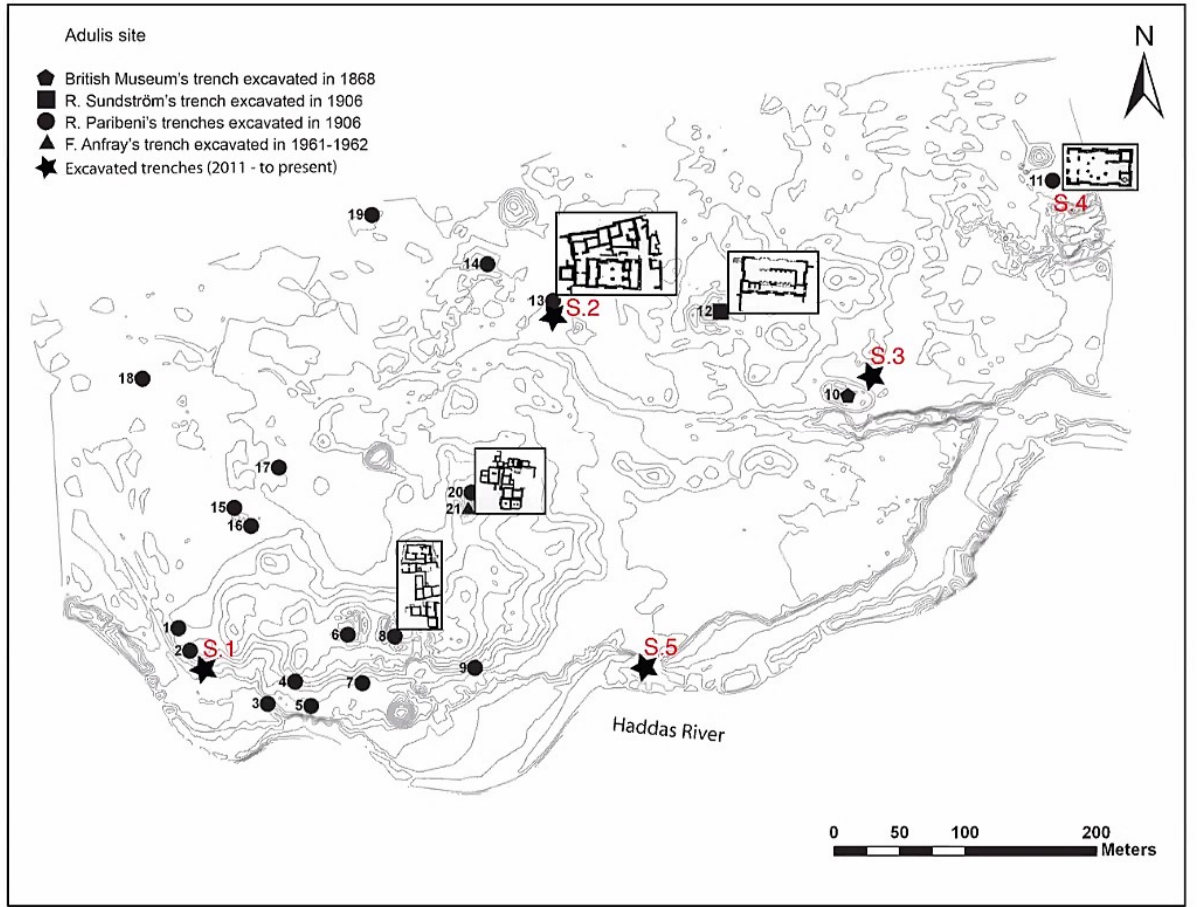 Adulis site
British Museum's trench excavated in 1868
R. Sundström's trench excavated in 1906
R. Paribeni's trenches excavated in 1906
F. Anfray's trench excavated in 1961-1962
Excavated trenches (2011 - to present)
N
11
S.4
19
14
13
S.2
12
S.3
10
18
17
20
21
15
16
1
2
S.1
6
8
9
S.5
4
7
3
5
Haddas River
0 50 100 200
Meters